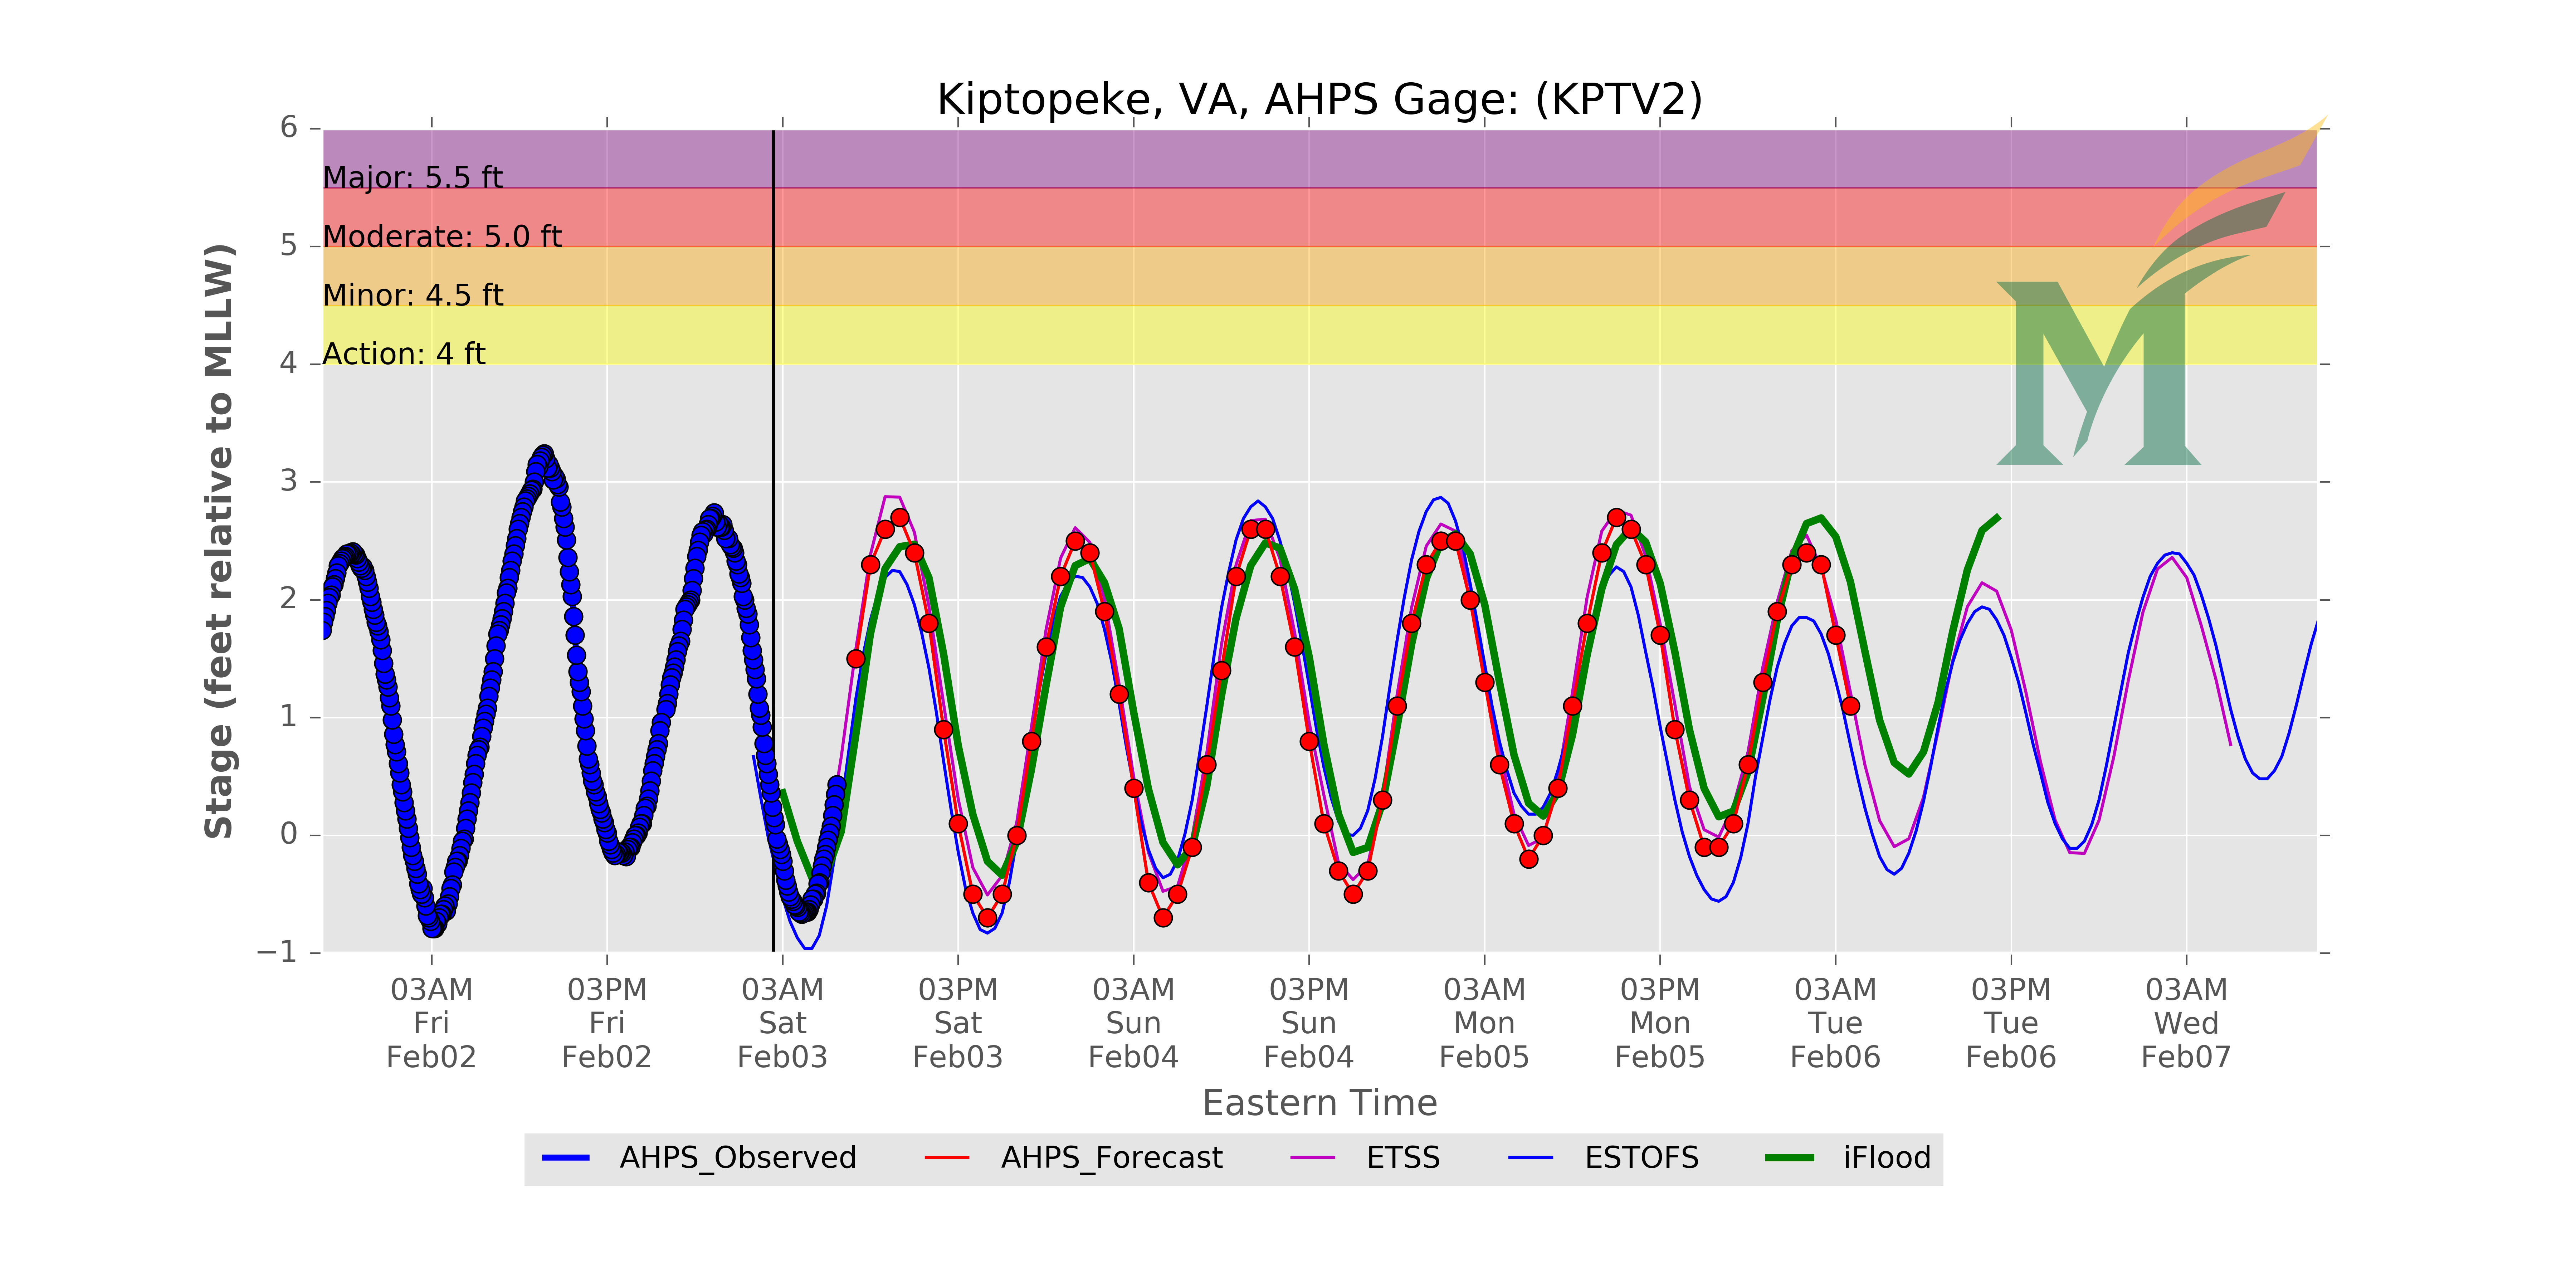 Kiptopeke, VA, AHPS Gage: (KPTV2)
Stage (feet relative to MLLW)
6
5
4
3
2
1
0
−1
Major: 5.5 ft
Moderate: 5.0 ft
Minor: 4.5 ft
Action: 4 ft
03AM 03PM 03AM 03PM 03AM 03PM 03AM 03PM 03AM 03PM 03AM
Fri Fri Sat Sat Sun Sun Mon Mon Tue Tue Wed
Feb02 Feb02 Feb03 Feb03 Feb04 Feb04 Feb05 Feb05 Feb06 Feb06 Feb07
Eastern Time
AHPS_Observed AHPS_Forecast ETSS ESTOFS iFlood
M